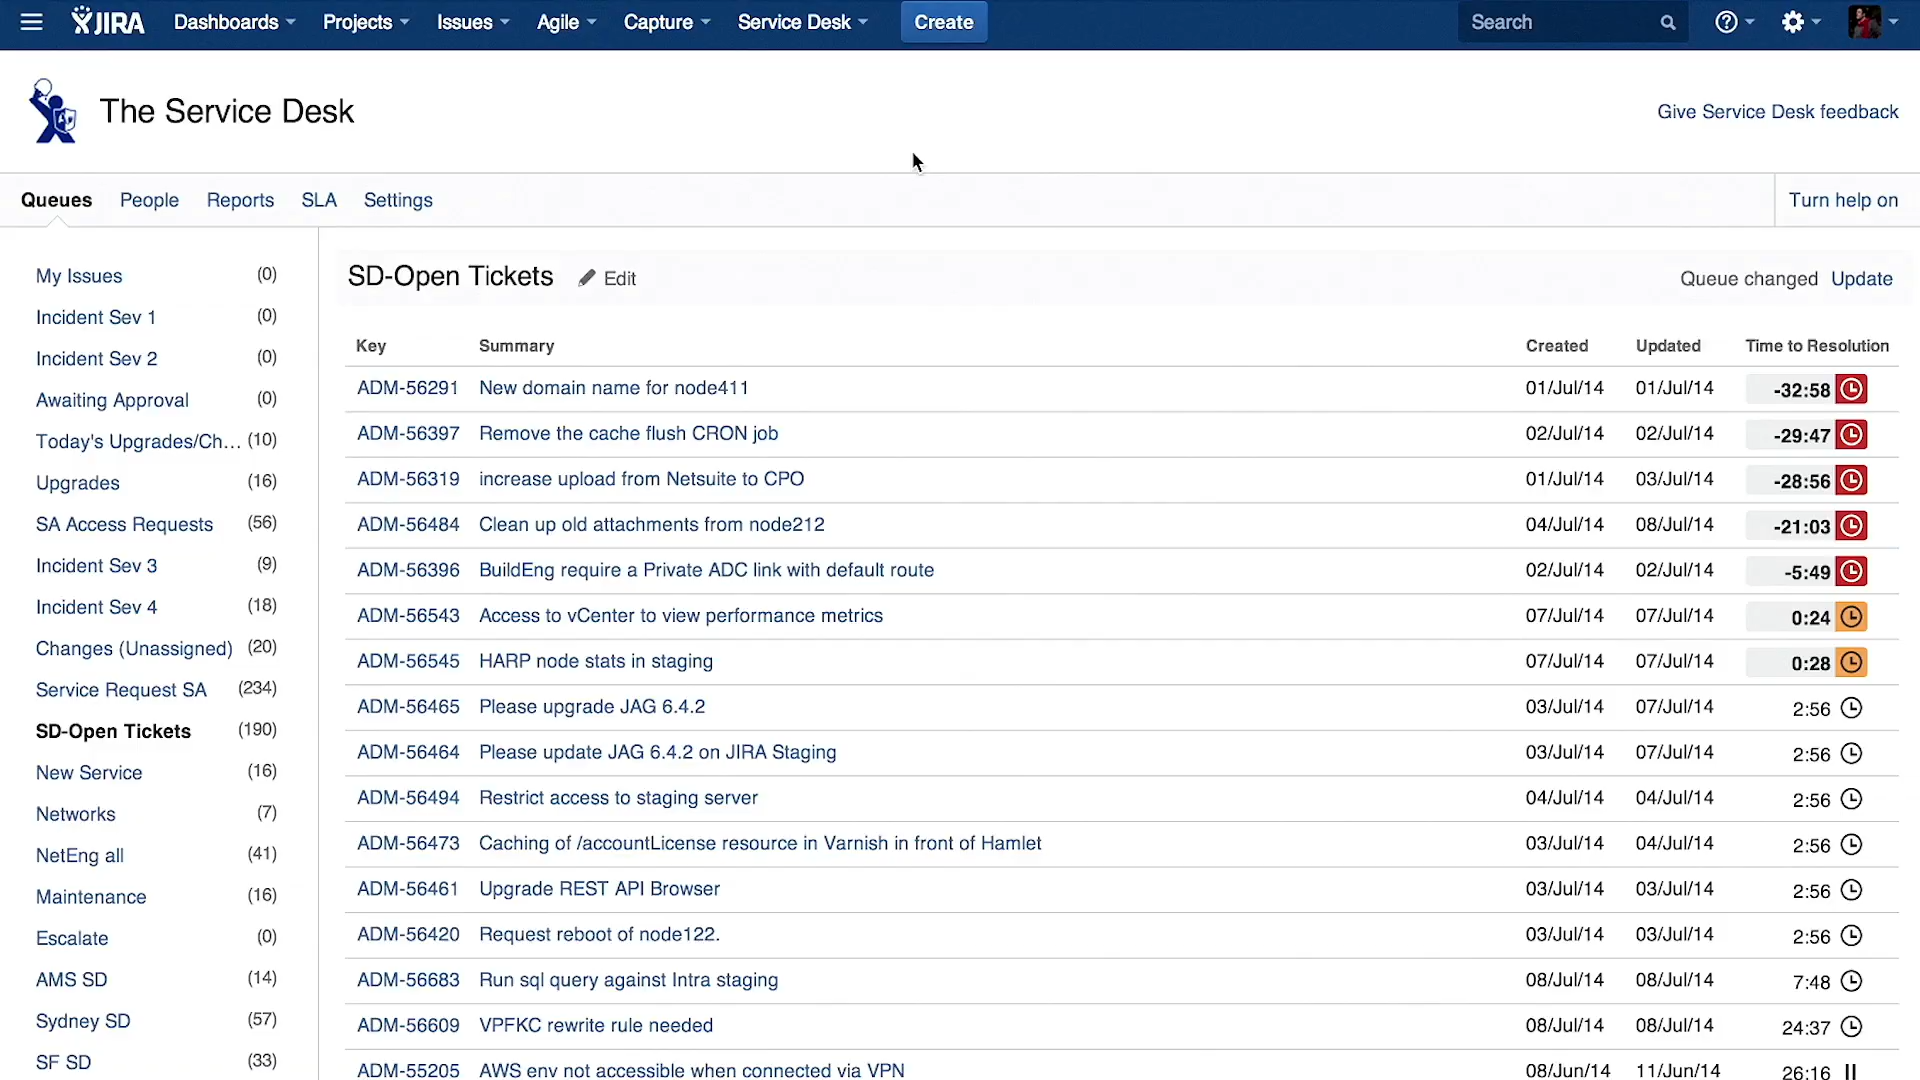 JIRA Dashboards Projects Issues Agile Capture Service Desk Create Search
The Service Desk
Give Service Desk feedback
Queues People Reports SLA Settings Turn help on
My Issues (0)
Incident Sev 1 (0)
Incident Sev 2 (0)
Awaiting Approval (0)
Today's Upgrades/Ch... (10)
Upgrades (16)
SA Access Requests (56)
Incident Sev 3 (9)
Incident Sev 4 (18)
Changes (Unassigned) (20)
Service Request SA (234)
SD-Open Tickets (190)
New Service (16)
Networks (7)
NetEng all (41)
Maintenance (16)
Escalate (0)
AMS SD (14)
Sydney SD (57)
SF SD (33)
SD-Open Tickets Edit Queue changed Update
Key Summary Created Updated Time to Resolution
ADM-56291 New domain name for node411 01/Jul/14 01/Jul/14 -32:58
ADM-56397 Remove the cache flush CRON job 02/Jul/14 02/Jul/14 -29:47
ADM-56319 increase upload from Netsuite to CPO 01/Jul/14 03/Jul/14 -28:56
ADM-56484 Clean up old attachments from node212 04/Jul/14 08/Jul/14 -21:03
ADM-56396 BuildEng require a Private ADC link with default route 02/Jul/14 02/Jul/14 -5:49
ADM-56543 Access to vCenter to view performance metrics 07/Jul/14 07/Jul/14 0:24
ADM-56545 HARP node stats in staging 07/Jul/14 07/Jul/14 0:28
ADM-56465 Please upgrade JAG 6.4.2 03/Jul/14 07/Jul/14 2:56
ADM-56464 Please update JAG 6.4.2 on JIRA Staging 03/Jul/14 07/Jul/14 2:56
ADM-56494 Restrict access to staging server 04/Jul/14 04/Jul/14 2:56
ADM-56473 Caching of /accountLicense resource in Varnish in front of Hamlet 03/Jul/14 04/Jul/14 2:56
ADM-56461 Upgrade REST API Browser 03/Jul/14 03/Jul/14 2:56
ADM-56420 Request reboot of node122. 03/Jul/14 03/Jul/14 2:56
ADM-56683 Run sql query against Intra staging 08/Jul/14 08/Jul/14 7:48
ADM-56609 VPFKC rewrite rule needed 08/Jul/14 08/Jul/14 24:37
ADM-55205 AWS env not accessible when connected via VPN 08/Jun/14 11/Jun/14 26:16